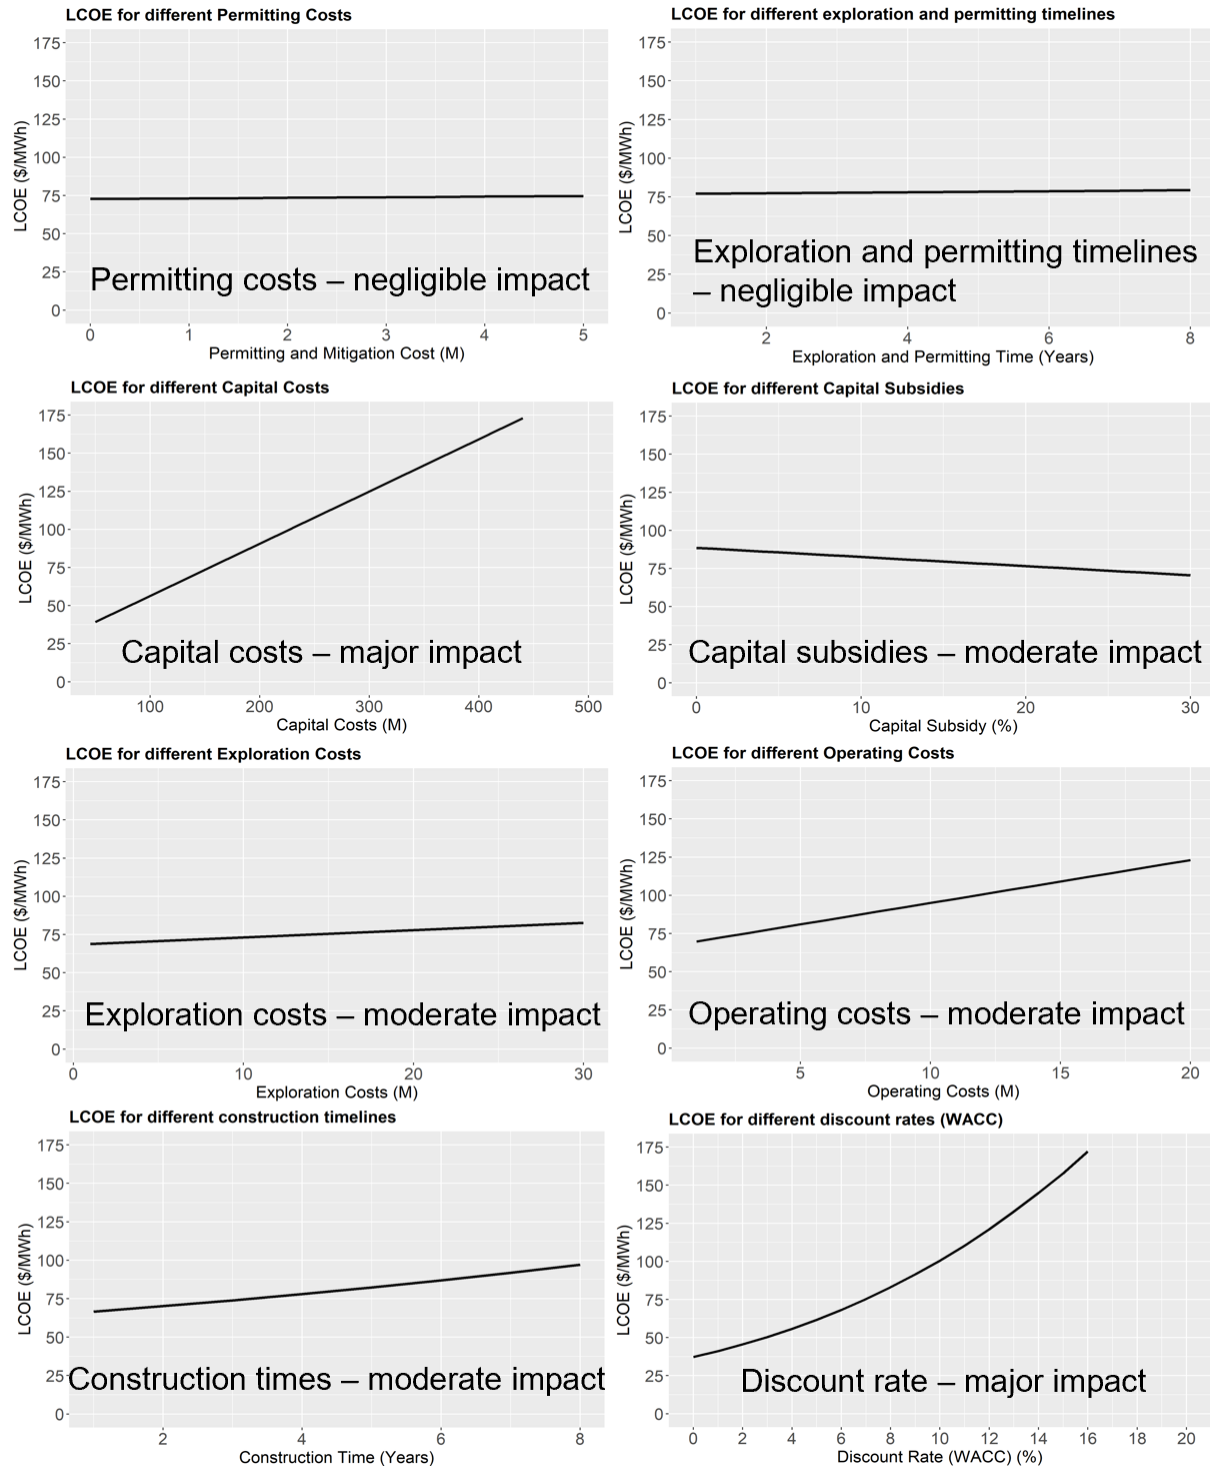 LCOE for different Permitting Costs
175
150
125
100
75
50
25
0
LCOE ($/MWh)
Permitting costs – negligible impact
0 1 2 3 4 5
Permitting and Mitigation Cost (M)
LCOE for different exploration and permitting timelines
175
150
125
100
75
50
25
0
LCOE ($/MWh)
Exploration and permitting timelines
– negligible impact
2 4 6 8
Exploration and Permitting Time (Years)
LCOE for different Capital Costs
175
150
125
100
75
50
25
0
LCOE ($/MWh)
Capital costs – major impact
100 200 300 400 500
Capital Costs (M)
LCOE for different Capital Subsidies
175
150
125
100
75
50
25
0
LCOE ($/MWh)
Capital subsidies – moderate impact
0 10 20 30
Capital Subsidy (%)
LCOE for different Exploration Costs
175
150
125
100
75
50
25
0
LCOE ($/MWh)
Exploration costs – moderate impact
0 10 20 30
Exploration Costs (M)
LCOE for different Operating Costs
175
150
125
100
75
50
25
0
LCOE ($/MWh)
Operating costs – moderate impact
5 10 15 20
Operating Costs (M)
LCOE for different construction timelines
175
150
125
100
75
50
25
0
LCOE ($/MWh)
Construction times – moderate impact
2 4 6 8
Construction Time (Years)
LCOE for different discount rates (WACC)
175
150
125
100
75
50
25
0
LCOE ($/MWh)
Discount rate – major impact
0 2 4 6 8 10 12 14 16 18 20
Discount Rate (WACC) (%)